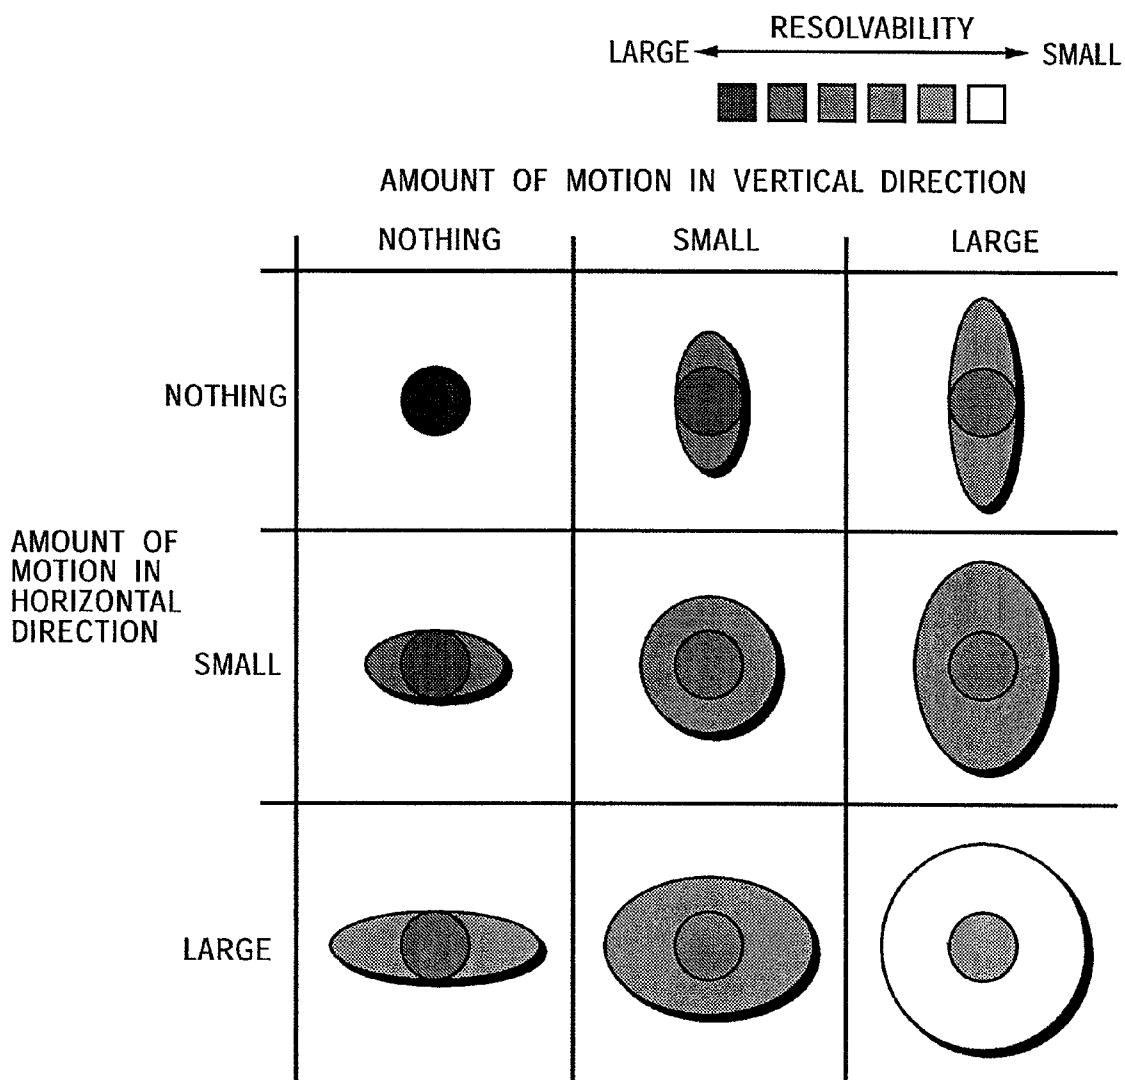 RESOLVABILITY
LARGE SMALL
AMOUNT OF MOTION IN VERTICAL DIRECTION
NOTHING SMALL LARGE
NOTHING
AMOUNT OF
MOTION IN
HORIZONTAL
DIRECTION
SMALL
LARGE